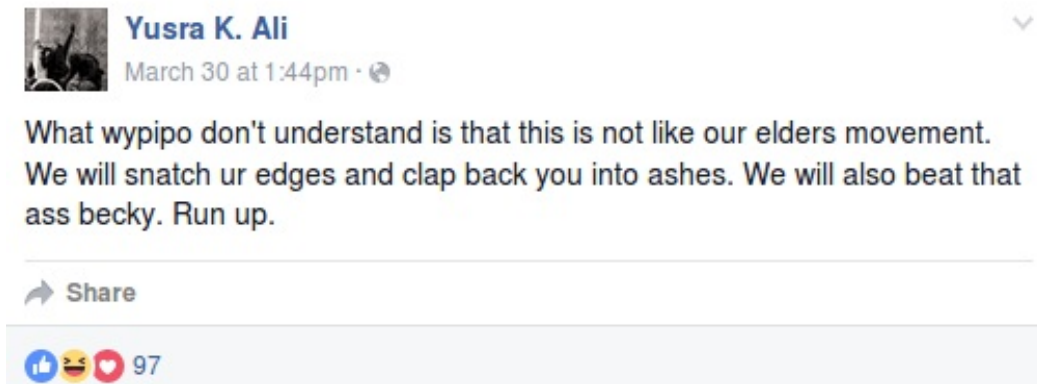 Yusra K. Ali
March 30 at 1:44pm ·
What wypipo don't understand is that this is not like our elders movement.
We will snatch ur edges and clap back you into ashes. We will also beat that
ass becky. Run up.
Share
97